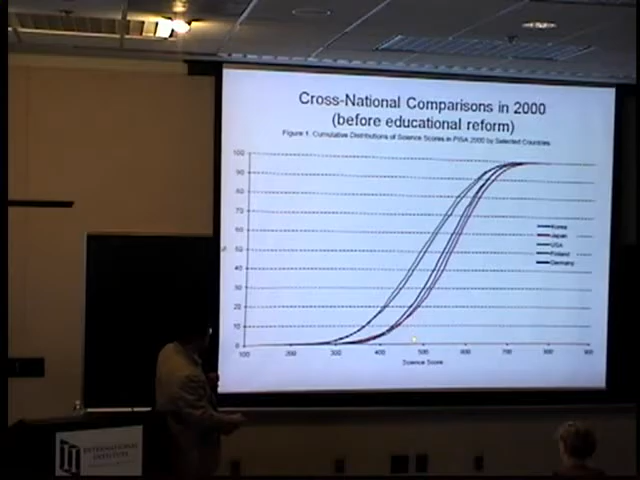 Cross-National Comparisons in 2000
(before educational reform)
Figure 1. Cumulative Distributions of Science Scores in PISA 2000 by Selected Countries
100
90
80
70
60
50
40
30
20
10
0
100 200 300 400 500 600 700 800 900
Science Score
Korea
Japan
USA
Finland
Germany
INTERNATIONAL
INSTITUTE